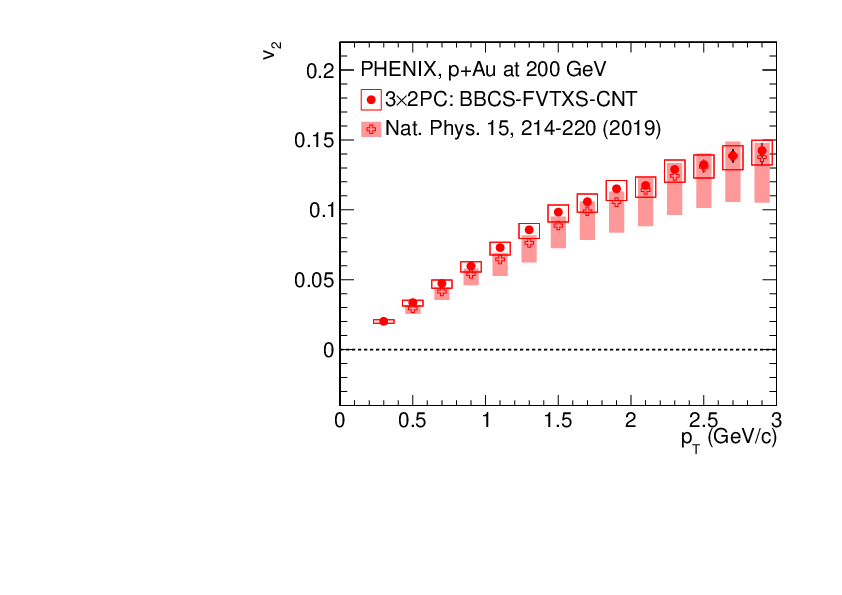 v2
PHENIX, p+Au at 200 GeV
3×2PC: BBCS-FVTXS-CNT
Nat. Phys. 15, 214-220 (2019)
0.2
0.15
0.1
0.05
0
0 0.5 1 1.5 2 2.5 3
pT (GeV/c)